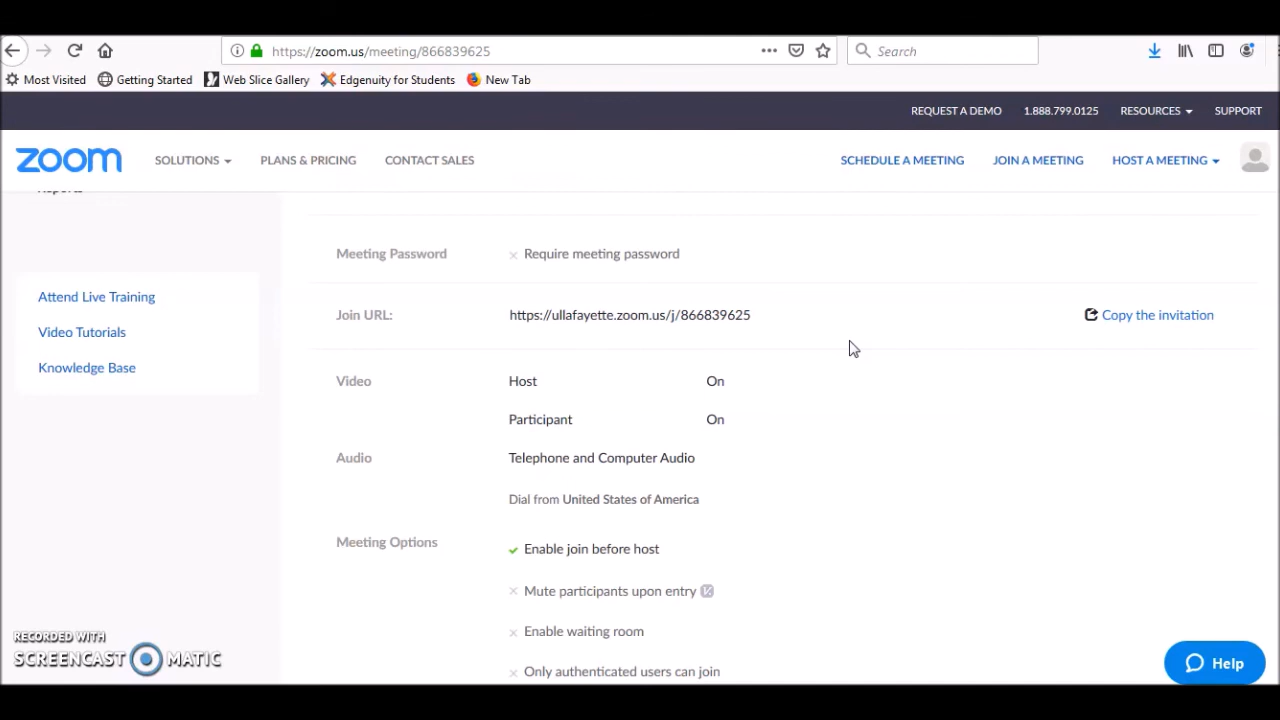 https://zoom.us/meeting/866839625
Search
Most Visited Getting Started Web Slice Gallery Edgenuity for Students New Tab
REQUEST A DEMO 1.888.799.0125 RESOURCES SUPPORT
zoom SOLUTIONS PLANS & PRICING CONTACT SALES SCHEDULE A MEETING JOIN A MEETING HOST A MEETING
Reports
Meeting Password Require meeting password
Attend Live Training
Join URL: https://ullafayette.zoom.us/j/866839625 Copy the invitation
Video Tutorials
Knowledge Base
Video Host On
Participant On
Audio Telephone and Computer Audio
Dial from United States of America
Meeting Options Enable join before host
Mute participants upon entry
Enable waiting room
Only authenticated users can join
RECORDED WITH
SCREENCAST MATIC
Help